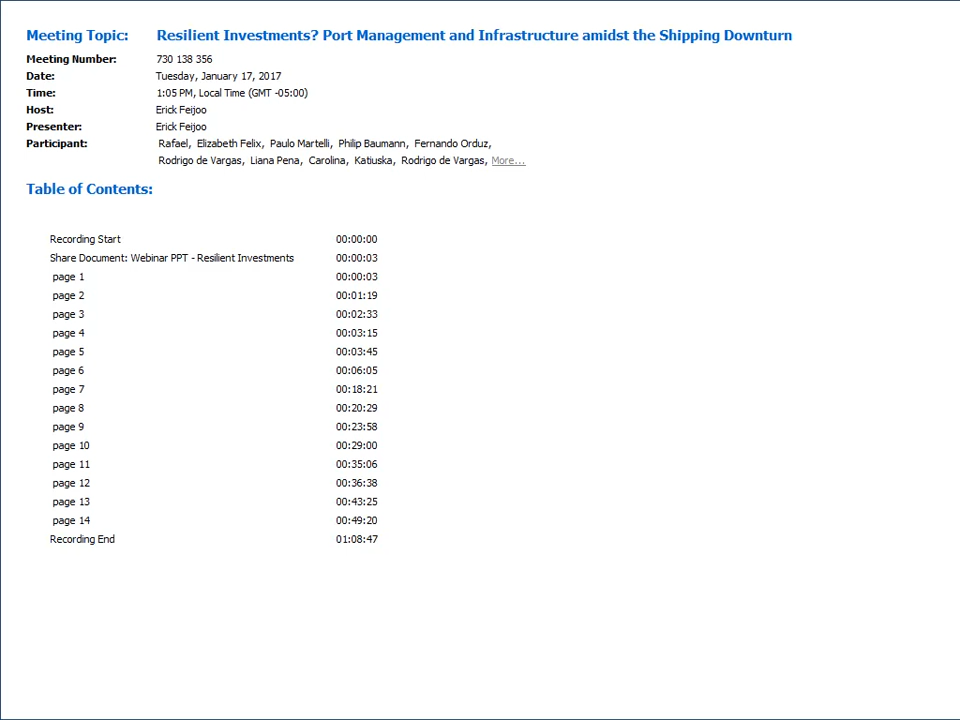 Meeting Topic: Resilient Investments? Port Management and Infrastructure amidst the Shipping Downturn
Meeting Number: 730 138 356
Date: Tuesday, January 17, 2017
Time: 1:05 PM, Local Time (GMT -05:00)
Host: Erick Feijoo
Presenter: Erick Feijoo
Participant: Rafael, Elizabeth Felix, Paulo Martelli, Philip Baumann, Fernando Orduz,
Rodrigo de Vargas, Liana Pena, Carolina, Katiuska, Rodrigo de Vargas, More...
Table of Contents:
Recording Start 00:00:00
Share Document: Webinar PPT - Resilient Investments 00:00:03
page 1 00:00:03
page 2 00:01:19
page 3 00:02:33
page 4 00:03:15
page 5 00:03:45
page 6 00:06:05
page 7 00:18:21
page 8 00:20:29
page 9 00:23:58
page 10 00:29:00
page 11 00:35:06
page 12 00:36:38
page 13 00:43:25
page 14 00:49:20
Recording End 01:08:47